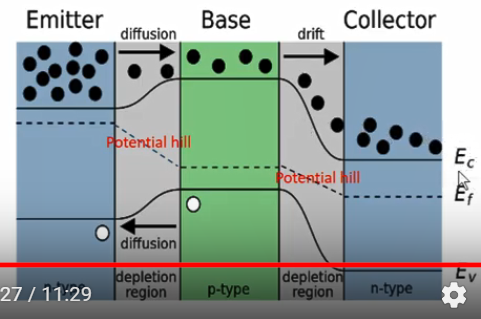 Emitter
Base
Collector
diffusion
drift
Potential hill
Potential hill
Ec
Ef
diffusion
Ev
n-type
depletion
region
p-type
depletion
region
n-type
27 / 11:29